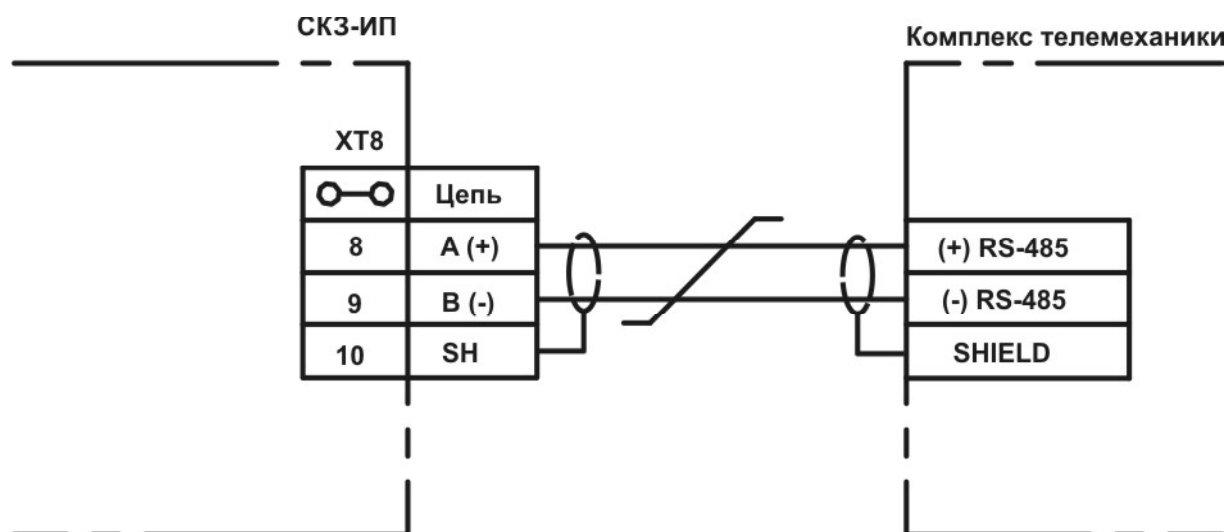 СКЗ-ИП
Комплекс телемеханики
XT8
Цепь
8 A (+)
9 B (-)
10 SH
(+) RS-485
(-) RS-485
SHIELD